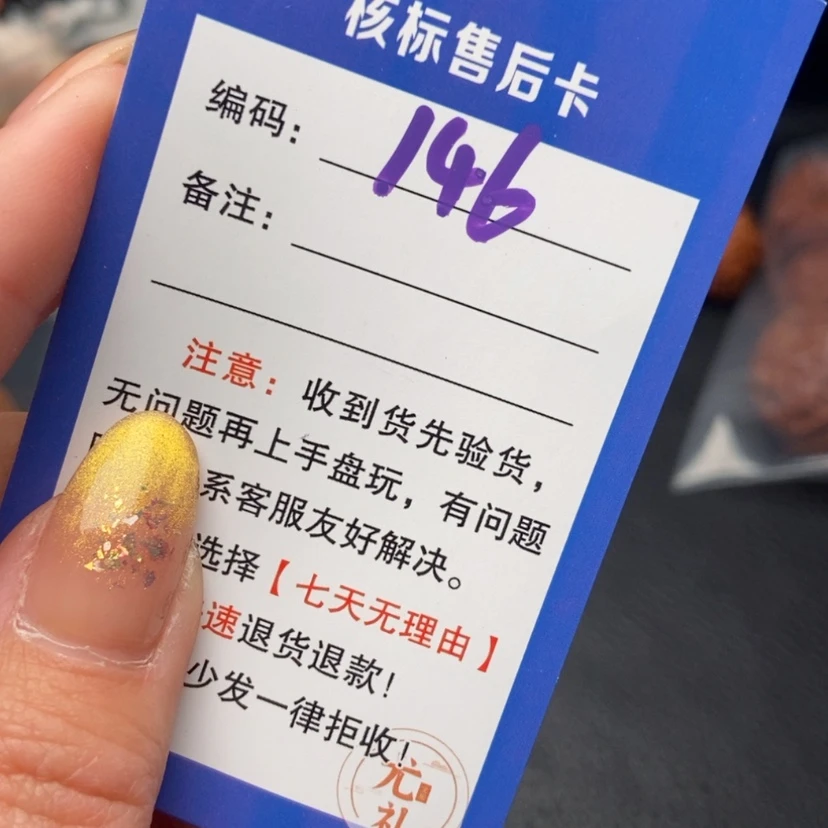 核标售后卡
编码：146
备注：
注意：收到货先验货，
无问题再上手盘玩，有问题
系客服友好解决。
选择【七天无理由】
速退货退款！
少发一律拒收！
元
礼